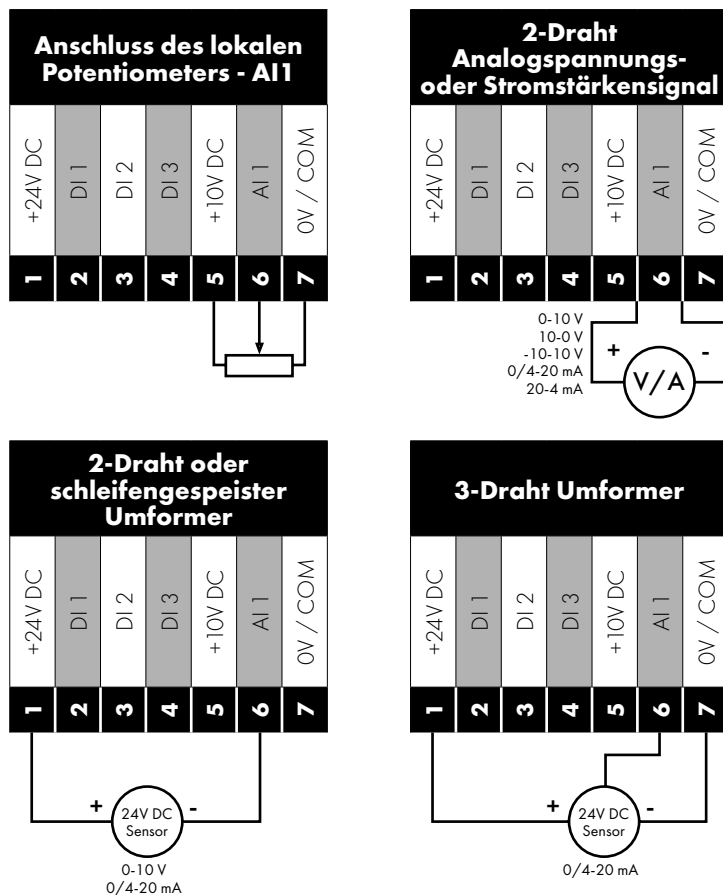 Anschluss des lokalen
Potentiometers - AI1
+24V DC
DI 1
DI 2
DI 3
+10V DC
AI 1
0V / COM
1
2
3
4
5
6
7
2-Draht
Analogspannungs-
oder Stromstärkensignal
+24V DC
DI 1
DI 2
DI 3
+10V DC
AI 1
0V / COM
1
2
3
4
5
6
7
0-10 V
10-0 V
-10-10 V
0/4-20 mA
20-4 mA
+
V/A
-
2-Draht oder
schleifengespeister
Umformer
+24V DC
DI 1
DI 2
DI 3
+10V DC
AI 1
0V / COM
1
2
3
4
5
6
7
+
24V DC
Sensor
-
0-10 V
0/4-20 mA
3-Draht Umformer
+24V DC
DI 1
DI 2
DI 3
+10V DC
AI 1
0V / COM
1
2
3
4
5
6
7
+
24V DC
Sensor
-
0/4-20 mA